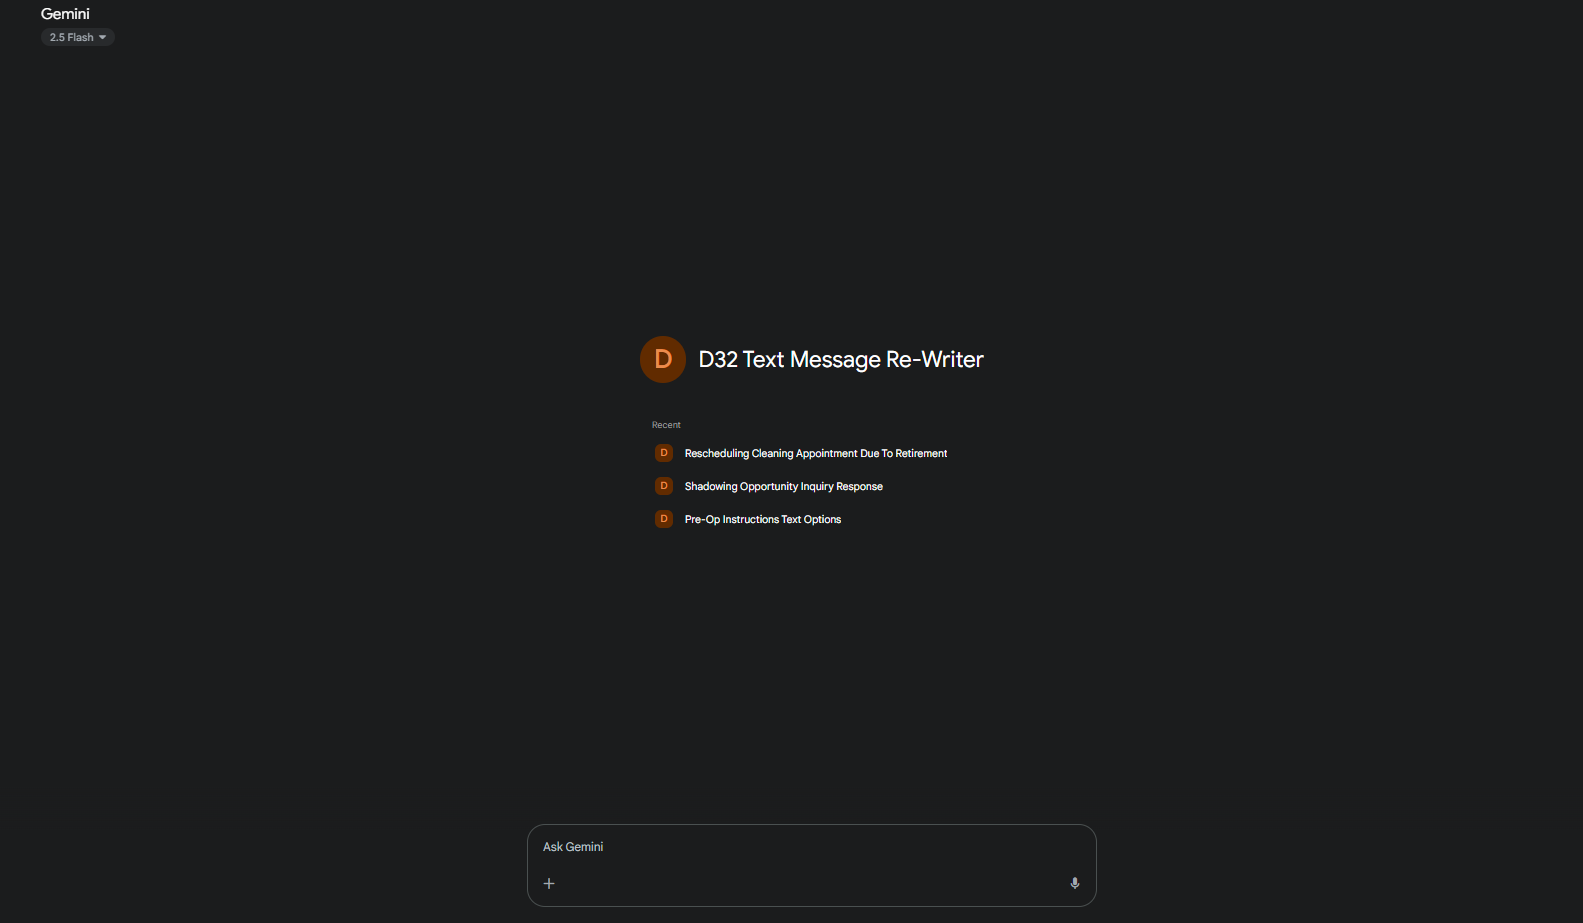 Gemini
2.5 Flash
D
D32 Text Message Re-Writer
Recent
D
Rescheduling Cleaning Appointment Due To Retirement
D
Shadowing Opportunity Inquiry Response
D
Pre-Op Instructions Text Options
Ask Gemini